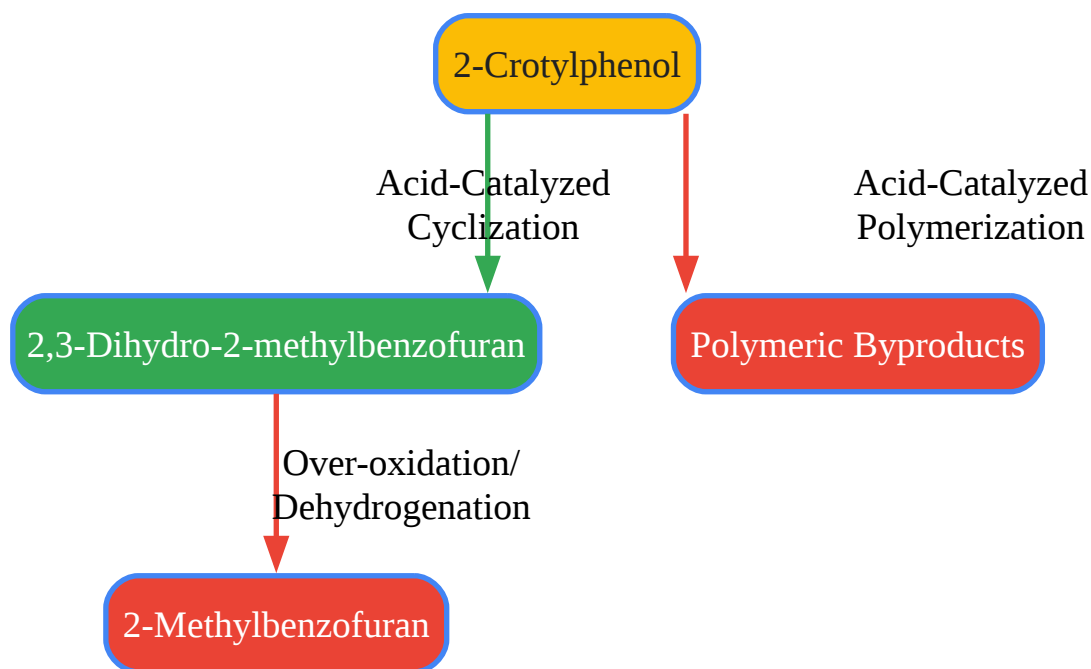 2-Crotylphenol
Acid-Catalyzed
Cyclization
Acid-Catalyzed
Polymerization
2,3-Dihydro-2-methylbenzofuran
Polymeric Byproducts
Over-oxidation/
Dehydrogenation
2-Methylbenzofuran